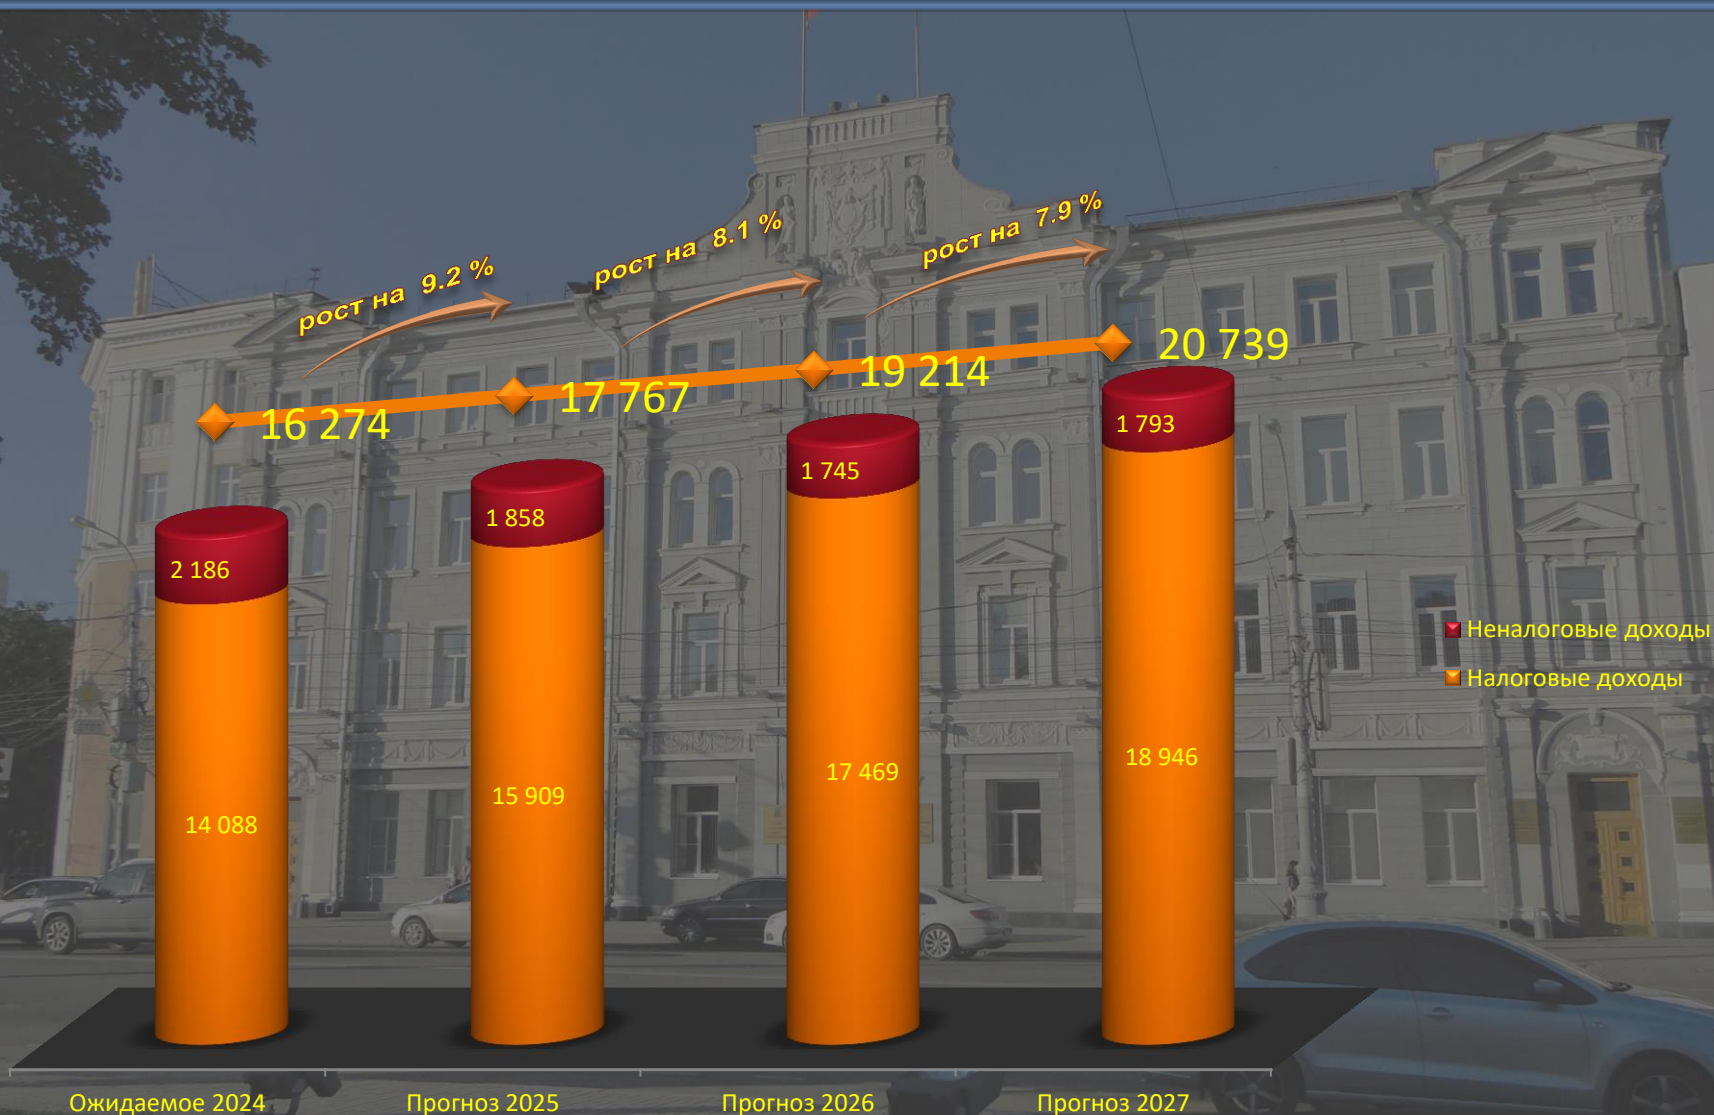 рост на 9.2 %
рост на 8.1 %
рост на 7.9 %
16 274
17 767
19 214
20 739
2 186
1 858
1 745
1 793
14 088
15 909
17 469
18 946
Неналоговые доходы
Налоговые доходы
Ожидаемое 2024
Прогноз 2025
Прогноз 2026
Прогноз 2027